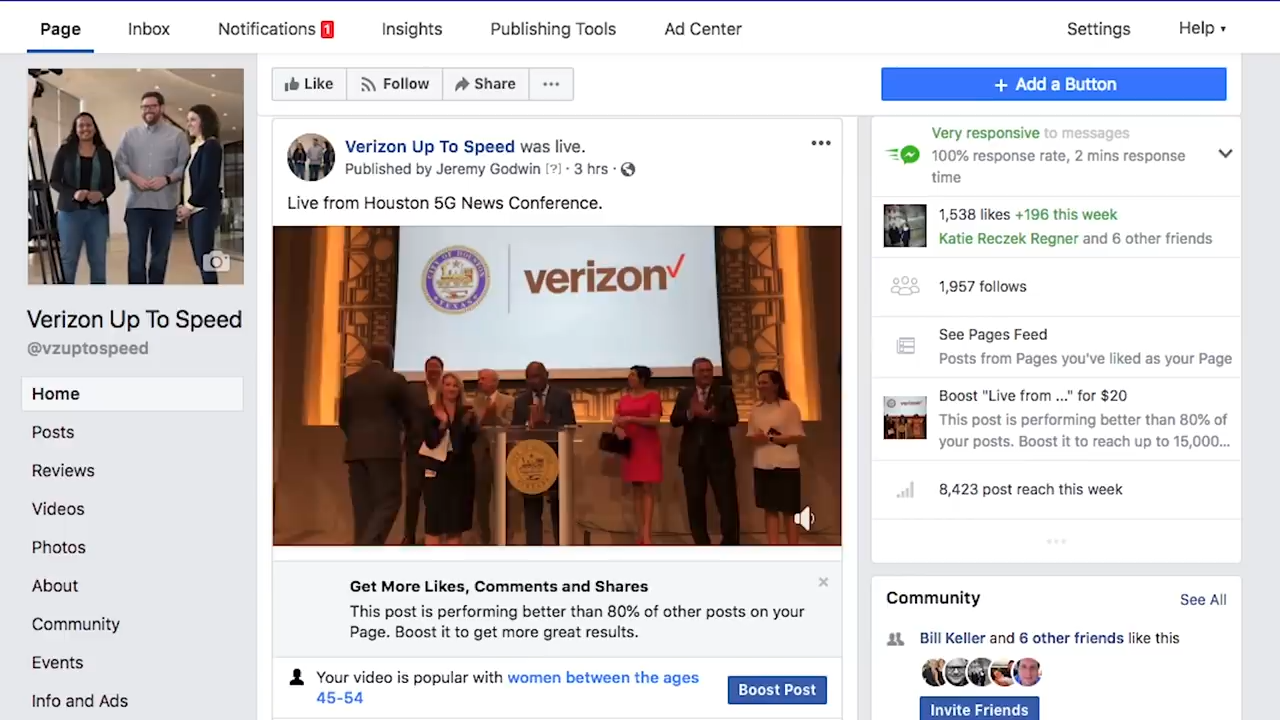 Page Inbox Notifications 1 Insights Publishing Tools Ad Center Settings Help
Like Follow Share ... + Add a Button
Verizon Up To Speed
@vzuptospeed
Home
Posts
Reviews
Videos
Photos
About
Community
Events
Info and Ads
Verizon Up To Speed was live.
Published by Jeremy Godwin [?] · 3 hrs ·
Live from Houston 5G News Conference.
CITY OF HOUSTON
TEXAS
verizon
Get More Likes, Comments and Shares
This post is performing better than 80% of other posts on your
Page. Boost it to get more great results.
Your video is popular with women between the ages
45-54
Boost Post
Very responsive to messages
100% response rate, 2 mins response
time
1,538 likes +196 this week
Katie Reczek Regner and 6 other friends
1,957 follows
See Pages Feed
Posts from Pages you've liked as your Page
Boost "Live from ..." for $20
This post is performing better than 80% of
your posts. Boost it to reach up to 15,000...
8,423 post reach this week
Community See All
Bill Keller and 6 other friends like this
Invite Friends